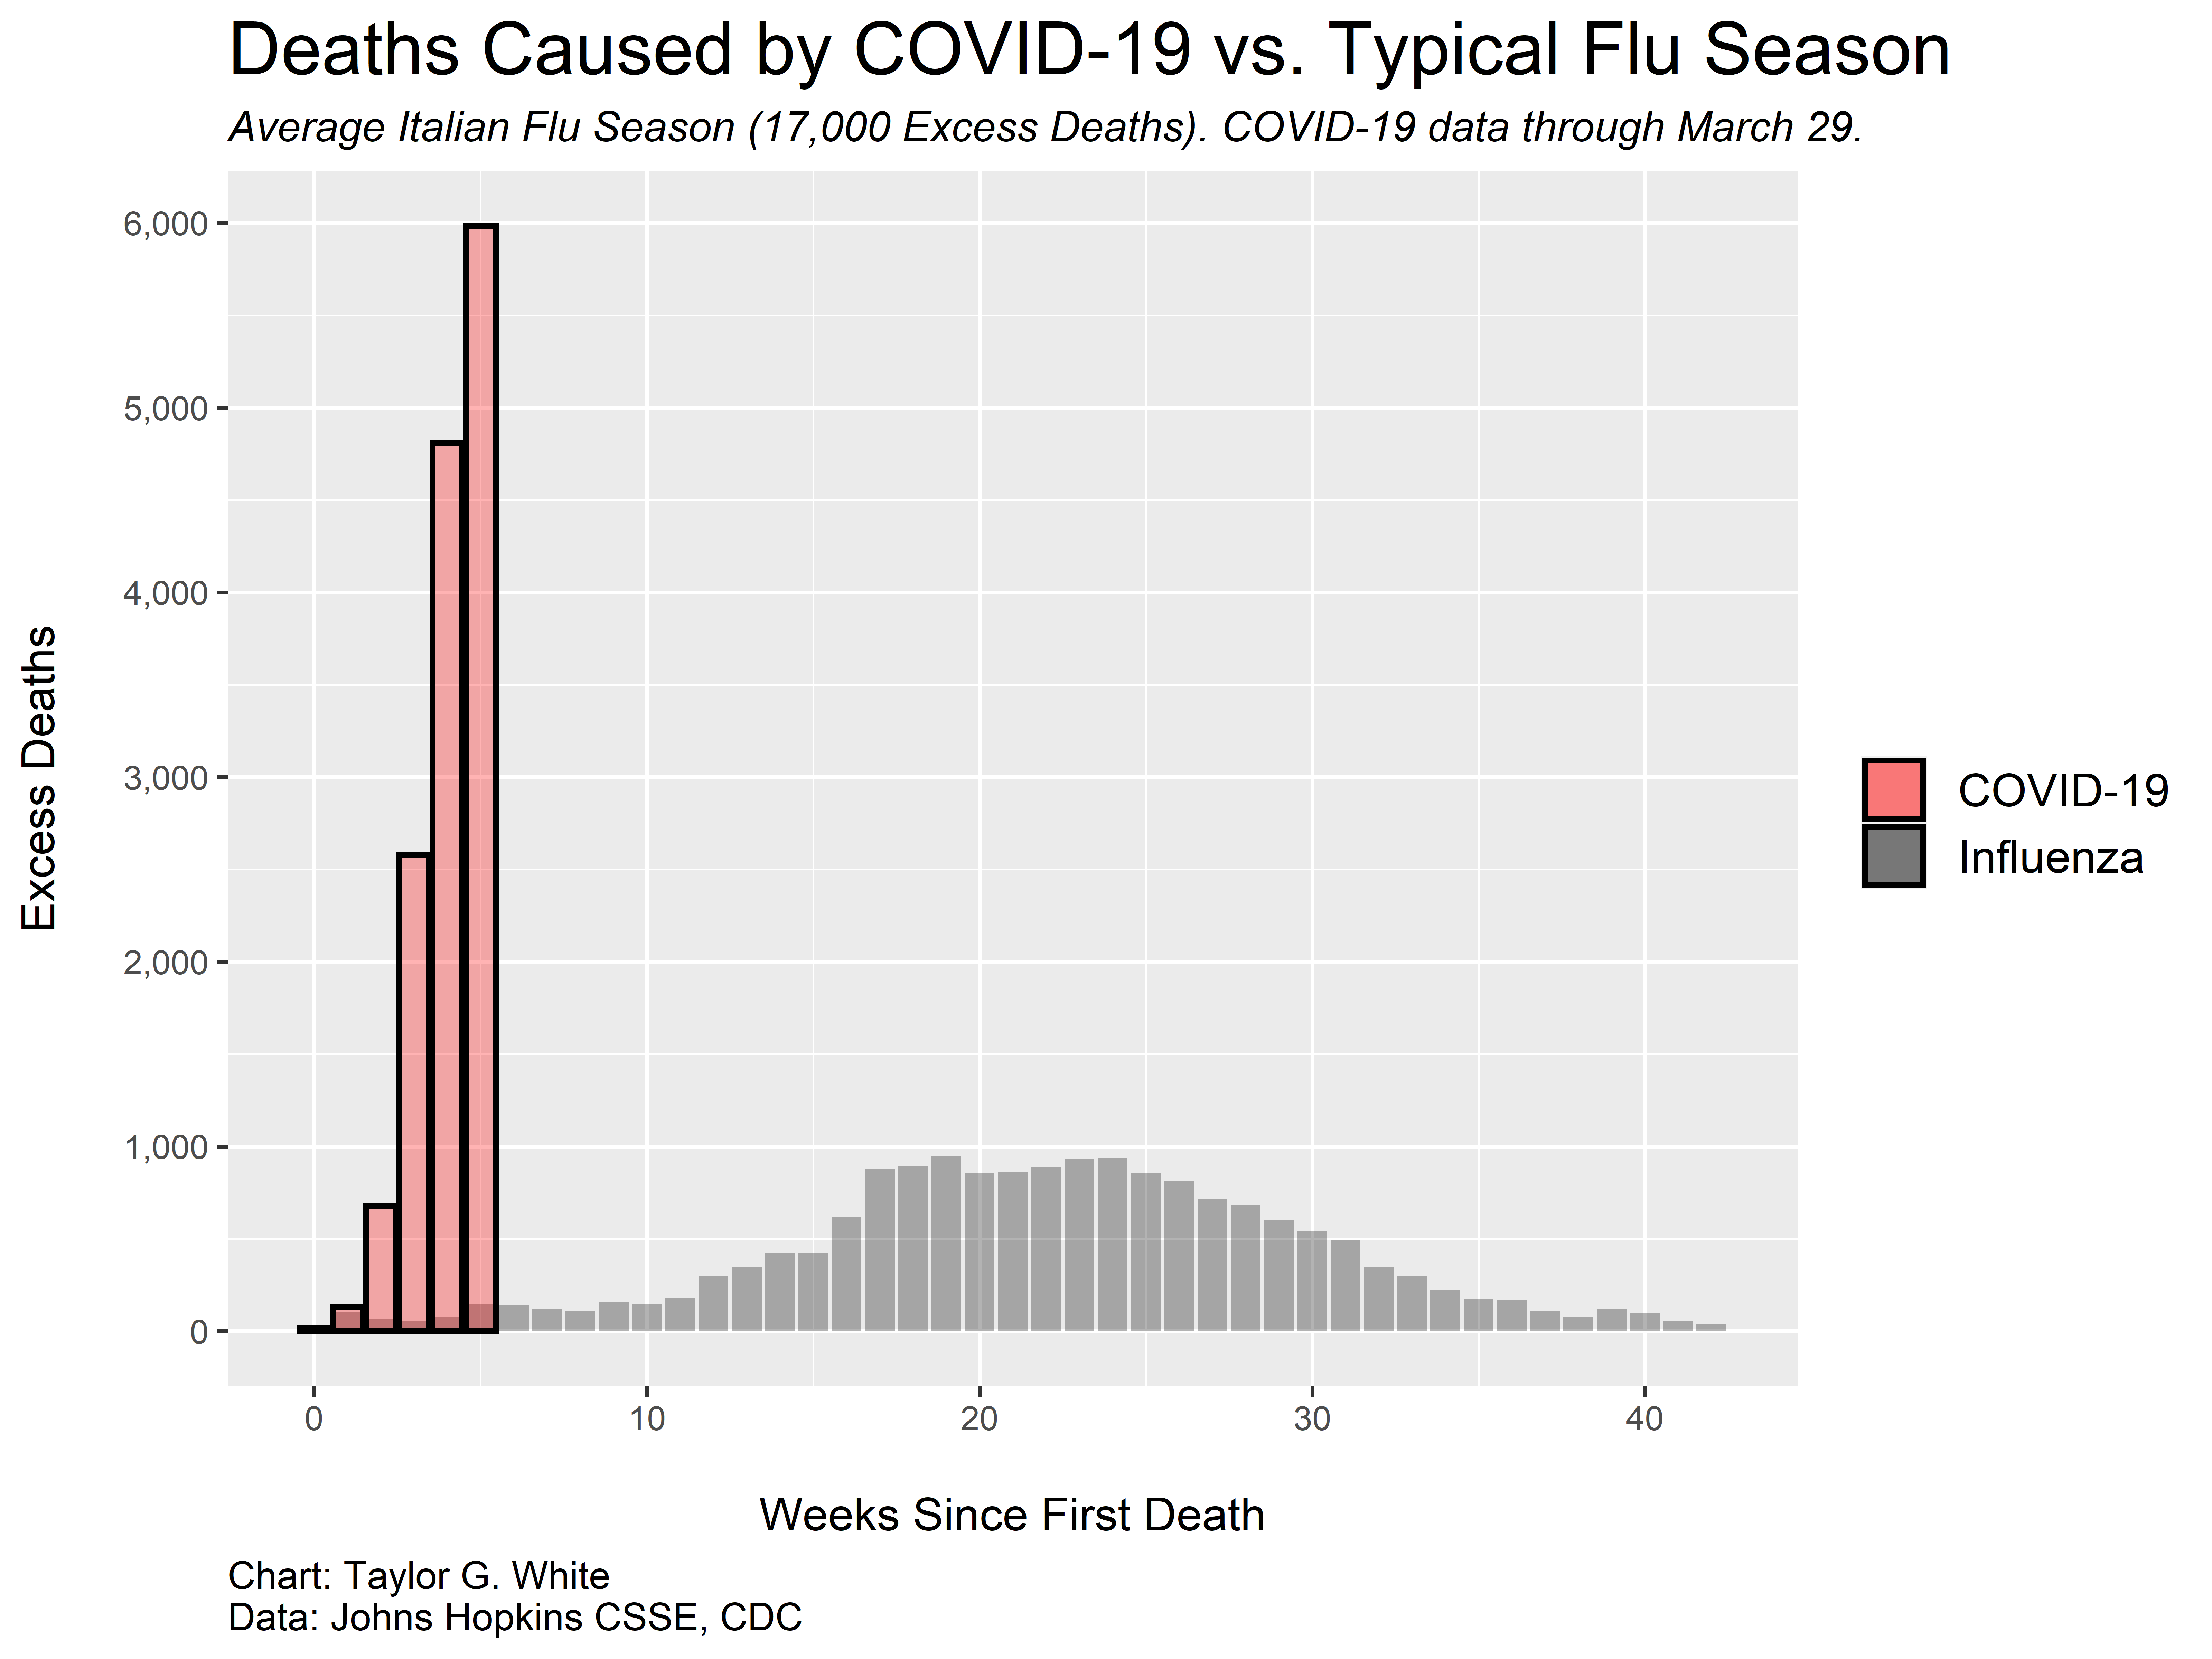 Deaths Caused by COVID-19 vs. Typical Flu Season
Average Italian Flu Season (17,000 Excess Deaths). COVID-19 data through March 29.
Excess Deaths
6,000
5,000
4,000
3,000
2,000
1,000
0
0 10 20 30 40
Weeks Since First Death
COVID-19
Influenza
Chart: Taylor G. White
Data: Johns Hopkins CSSE, CDC